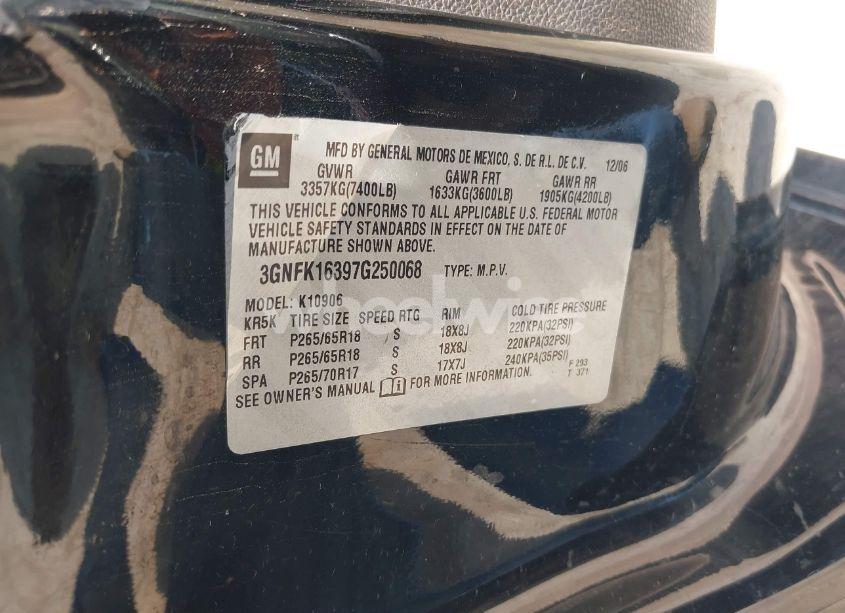 GM
MFD BY GENERAL MOTORS DE MEXICO, S. DE R.L. DE C.V. 12/06
GVWR GAWR FRT GAWR RR
3357KG(7400LB) 1633KG(3600LB) 1905KG(4200LB)
THIS VEHICLE CONFORMS TO ALL APPLICABLE U.S. FEDERAL MOTOR
VEHICLE SAFETY STANDARDS IN EFFECT ON THE DATE OF
MANUFACTURE SHOWN ABOVE.
3GNFK16397G250068 TYPE: M.P.V.
MODEL: K10906
KR5K TIRE SIZE SPEED RTG RIM COLD TIRE PRESSURE
FRT P265/65R18 S 18X8J 220KPA(32PSI)
RR P265/65R18 S 18X8J 220KPA(32PSI)
SPA P265/70R17 S 17X7J 240KPA(35PSI) F 293
T 371
SEE OWNER'S MANUAL FOR MORE INFORMATION.